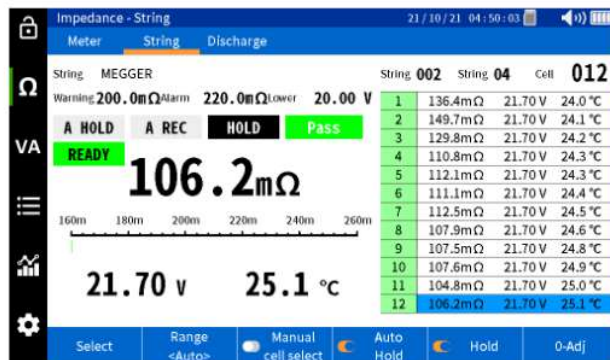 Impedance - String 21/10/21 04:50:03
Meter String Discharge
String MEGGER
String 002 String 04 Cell 012
Warning 200.0mΩ Alarm 220.0mΩ Lower 20.00 V
A HOLD A REC HOLD Pass
READY
106.2mΩ
160m 180m 200m 220m 240m 260m
21.70 V 25.1 °C
1 136.4mΩ 21.70 V 24.0 °C
2 149.7mΩ 21.70 V 24.1 °C
3 129.8mΩ 21.70 V 24.2 °C
4 110.8mΩ 21.70 V 24.3 °C
5 112.1mΩ 21.70 V 24.3 °C
6 111.1mΩ 21.70 V 24.4 °C
7 112.5mΩ 21.70 V 24.5 °C
8 107.9mΩ 21.70 V 24.6 °C
9 107.5mΩ 21.70 V 24.8 °C
10 107.6mΩ 21.70 V 24.9 °C
11 104.8mΩ 21.70 V 25.0 °C
12 106.2mΩ 21.70 V 25.1 °C
Ω
VA
Select Range <Auto> Manual cell select Auto Hold Hold 0-Adj